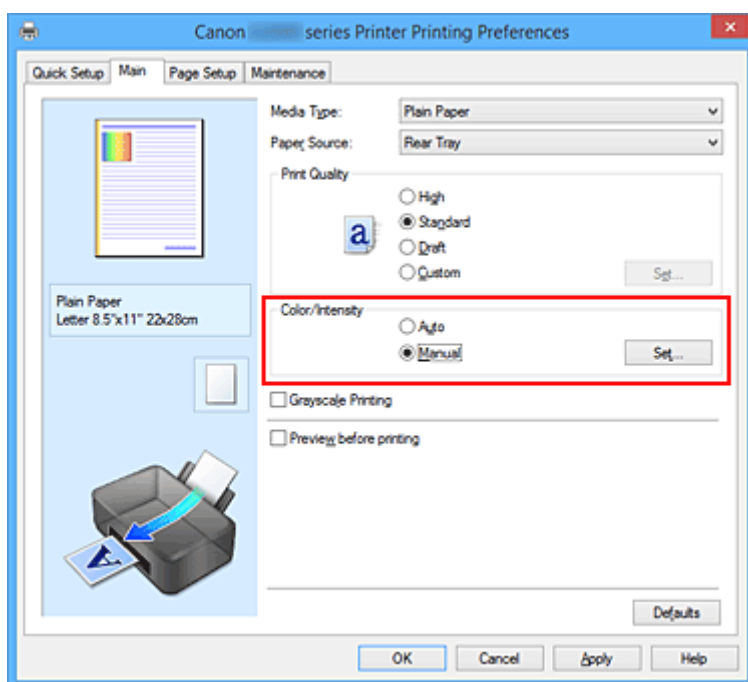 Canon series Printer Printing Preferences
Quick Setup Main Page Setup Maintenance
Media Type: Plain Paper
Paper Source: Rear Tray
Print Quality
High
Standard
Draft
Custom Set...
a
Plain Paper
Letter 8.5"x11" 22x28cm
Color/Intensity
Auto
Manual Set...
Grayscale Printing
Preview before printing
A
Defaults
OK Cancel Apply Help